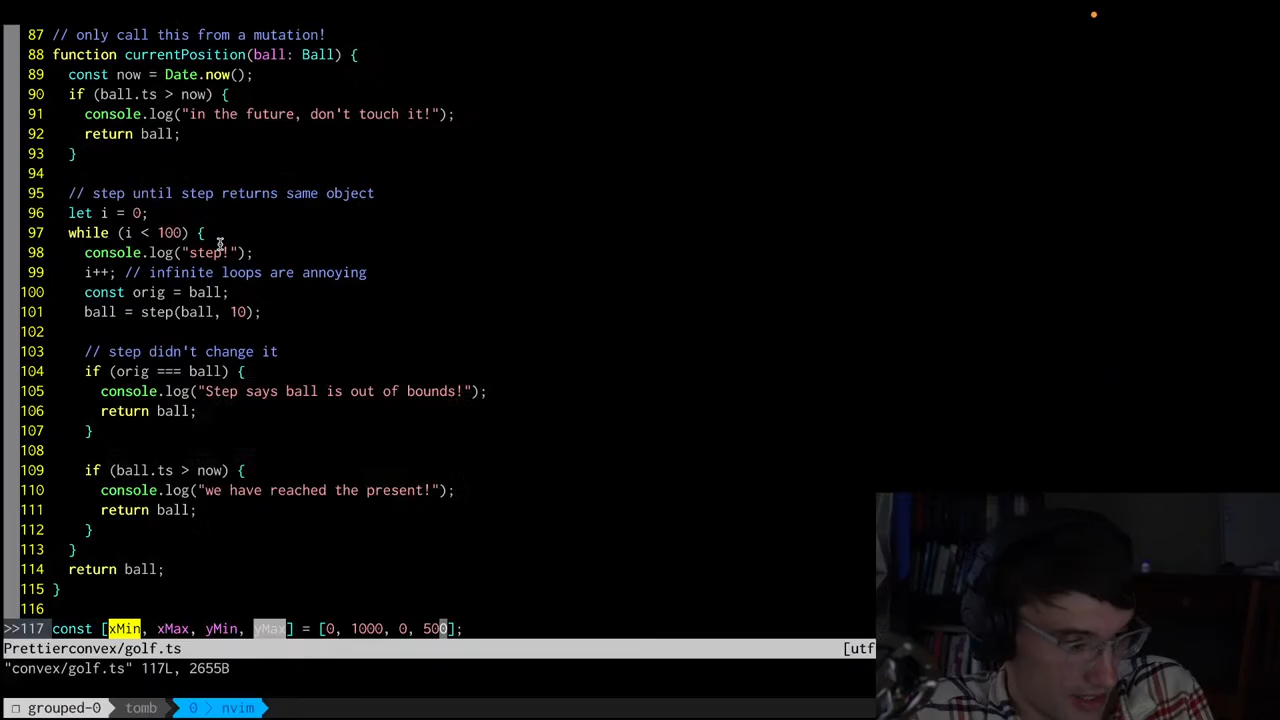 87 // only call this from a mutation!
88 function currentPosition(ball: Ball) {
89   const now = Date.now();
90   if (ball.ts > now) {
91     console.log("in the future, don't touch it!");
92     return ball;
93   }
94
95   // step until step returns same object
96   let i = 0;
97   while (i < 100) {
98     console.log("step!");
99     i++; // infinite loops are annoying
100     const orig = ball;
101     ball = step(ball, 10);
102
103     // step didn't change it
104     if (orig === ball) {
105       console.log("Step says ball is out of bounds!");
106       return ball;
107     }
108
109     if (ball.ts > now) {
110       console.log("we have reached the present!");
111       return ball;
112     }
113   }
114   return ball;
115 }
116
>>117 const [xMin, xMax, yMin, yMax] = [0, 1000, 0, 500];
Prettierconvex/golf.ts [utf
"convex/golf.ts" 117L, 2655B
grouped-0 tomb 0 > nvim